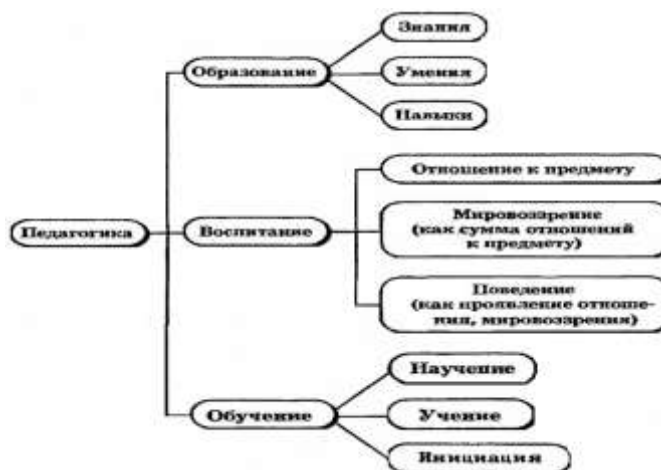 Знания
Образование
Умения
Навыки
Отношение к предмету
Мировоззрение
(как сумма отношений
к предмету)
Педагогика
Воспитание
Поведение
(как проявление отноше-
ния, мировоззрения)
Научение
Обучение
Учение
Инициация